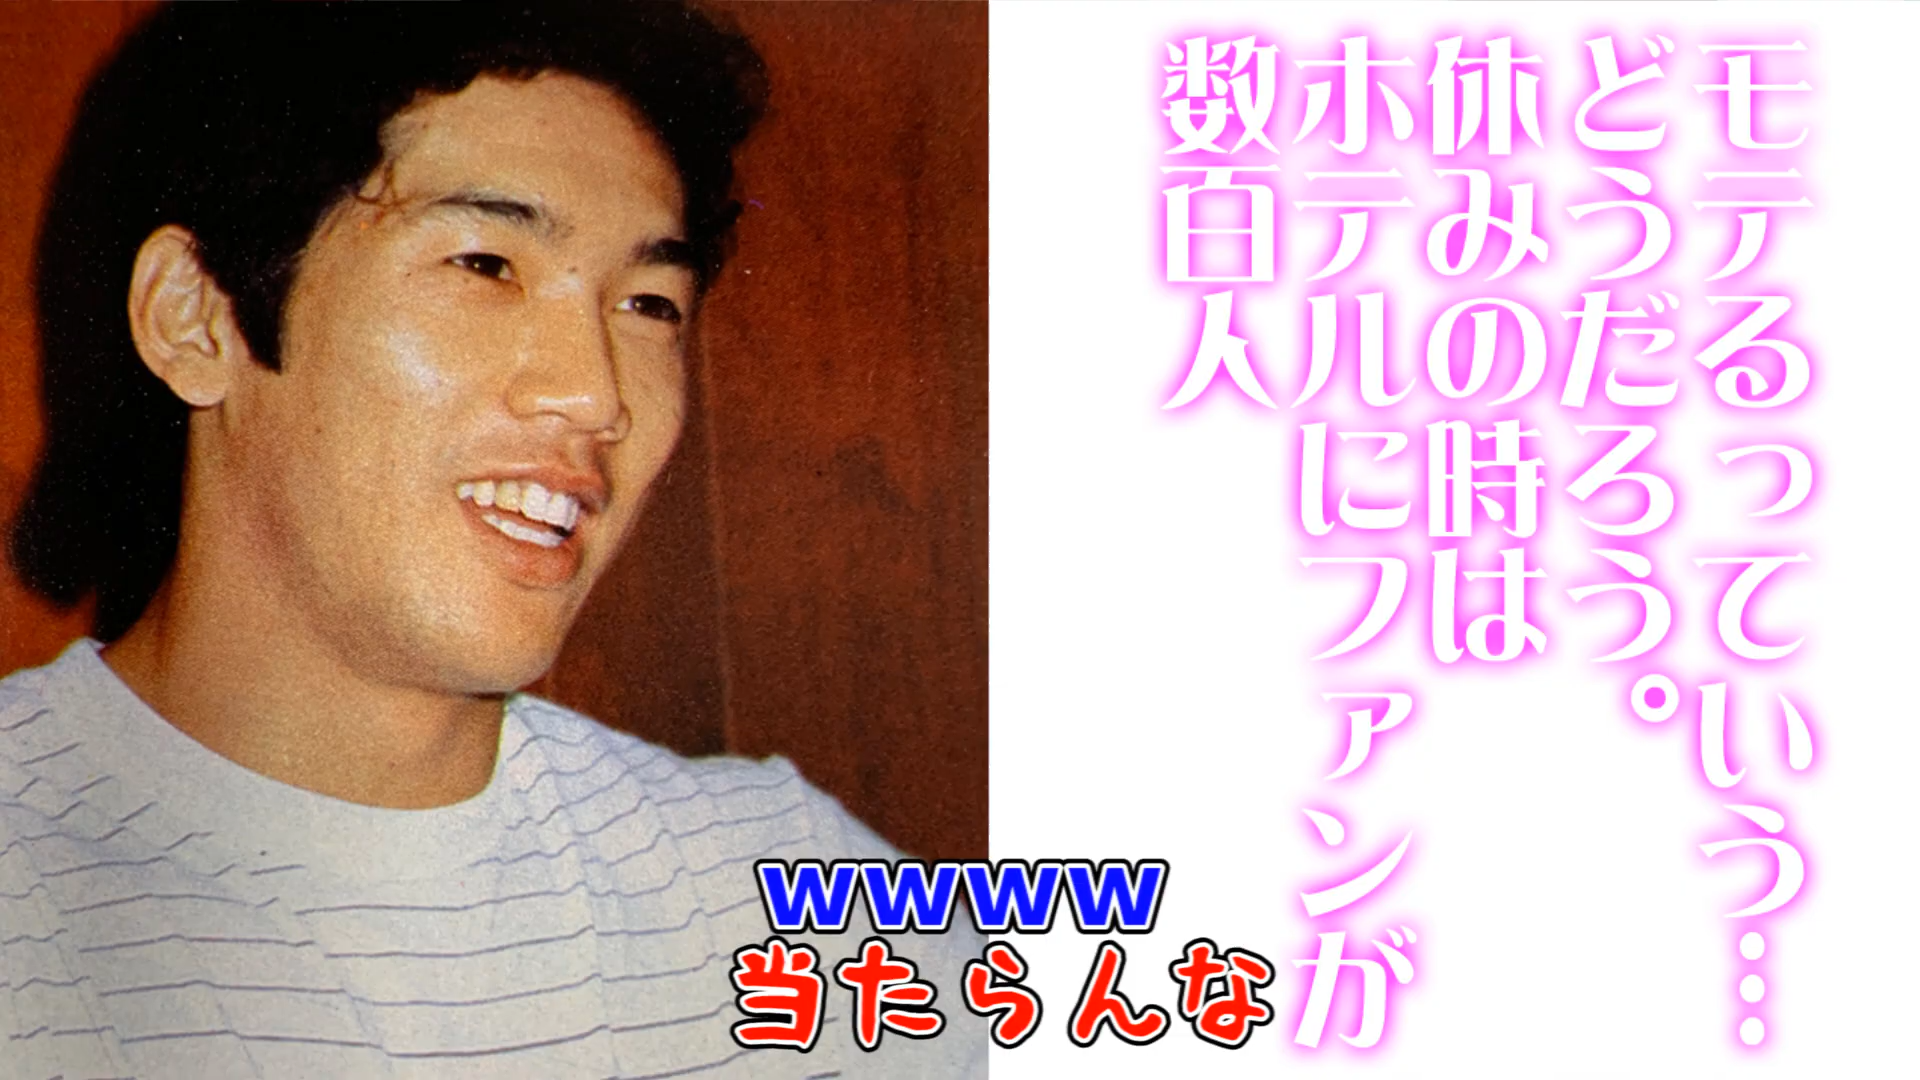 モテるっていう…
どうだろう。
休みの時は
ホテルにファンが
数百人
wwww
当たらんな